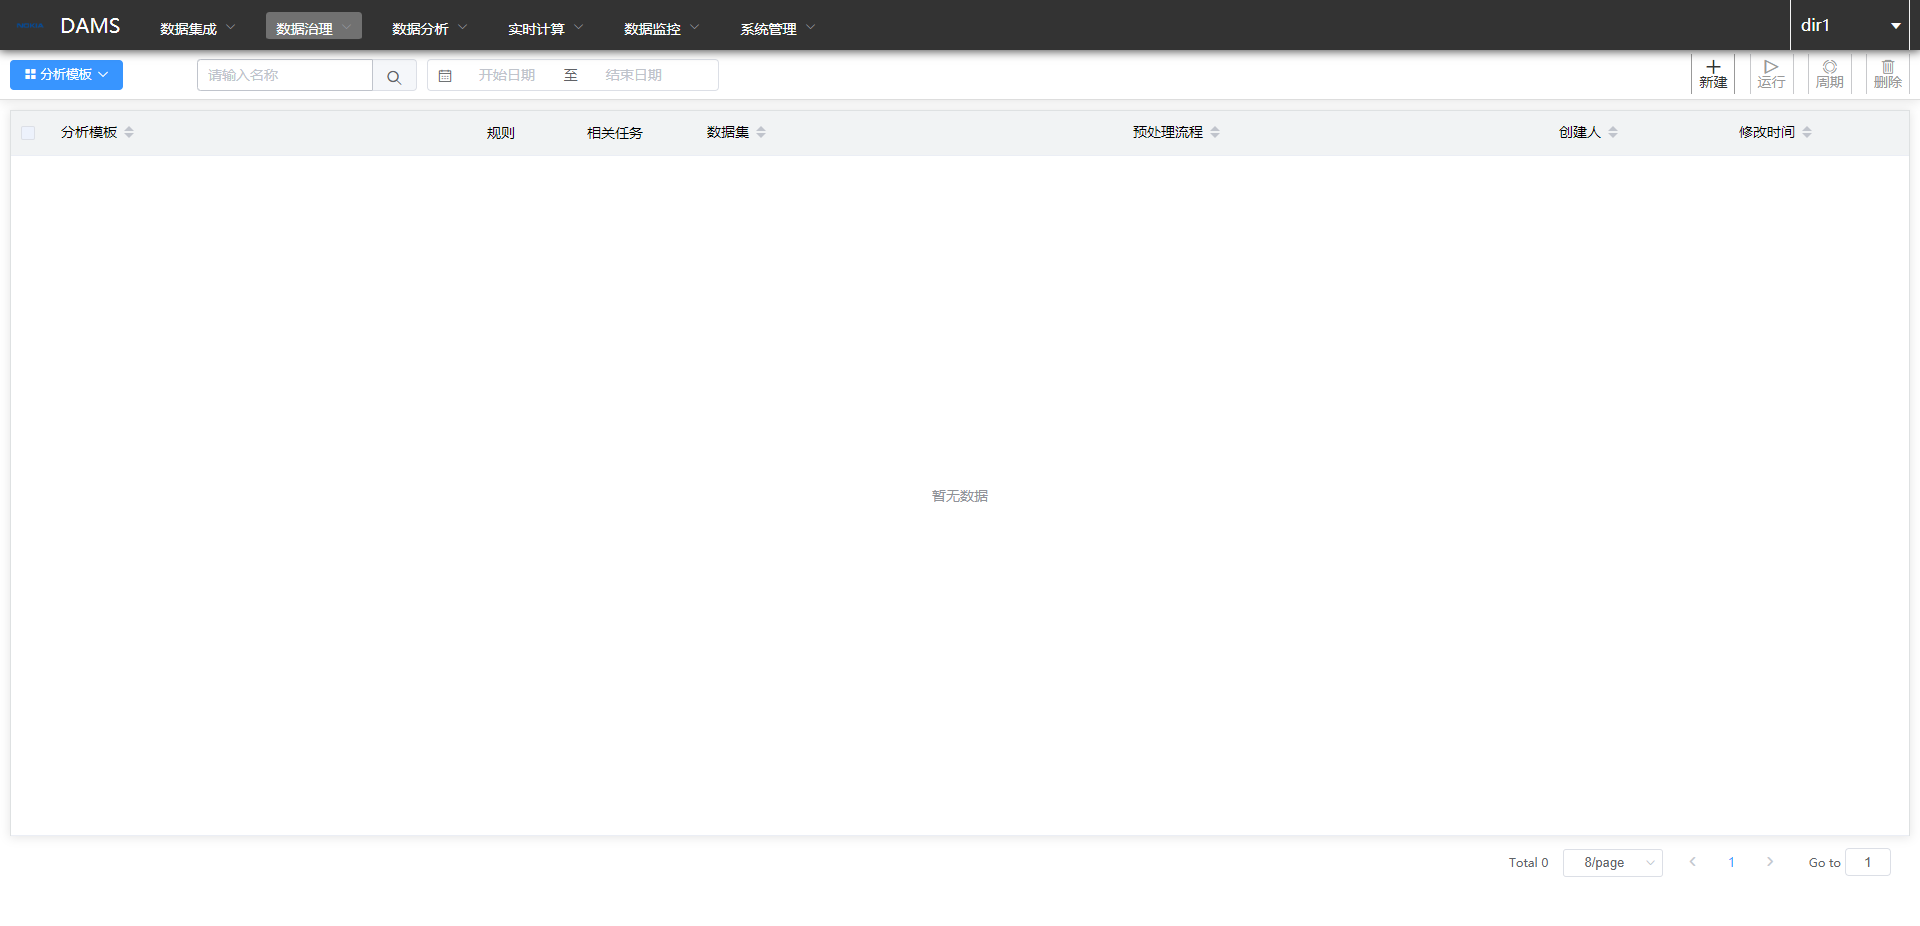 DAMS 数据集成 数据治理 数据分析 实时计算 数据监控 系统管理 dir1
分析模板 请输入名称 开始日期 至 结束日期 新建 运行 周期 删除
分析模板 规则 相关任务 数据集 预处理流程 创建人 修改时间
暂无数据
Total 0 8/page 1 Go to 1